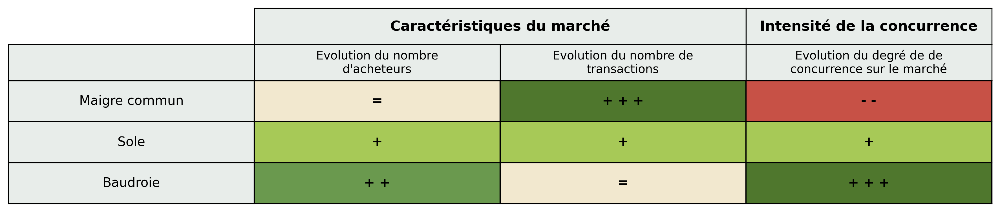 Caractéristiques du marché
Intensité de la concurrence
Evolution du nombre
d'acheteurs
Evolution du nombre de
transactions
Evolution du degré de de
concurrence sur le marché
Maigre commun
=
+ + +
- -
Sole
+
+
+
Baudroie
+ +
=
+ + +